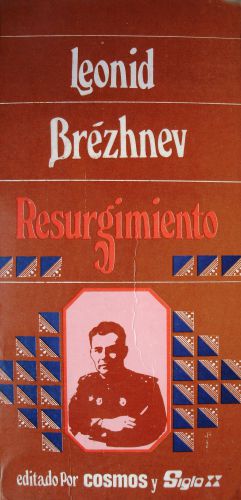 Leonid
Brézhnev
Resurgimiento
editado por cosmos y Siglo XX